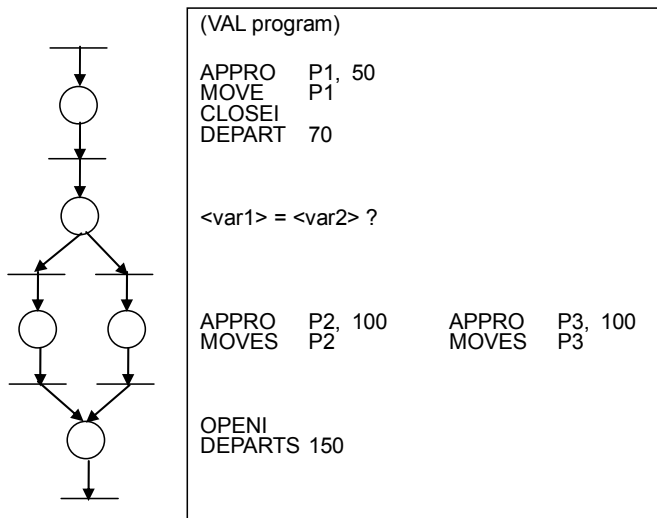 (VAL program)
APPRO P1, 50
MOVE P1
CLOSEI
DEPART 70
<var1> = <var2> ?
APPRO P2, 100 APPRO P3, 100
MOVES P2 MOVES P3
OPENI
DEPARTS 150